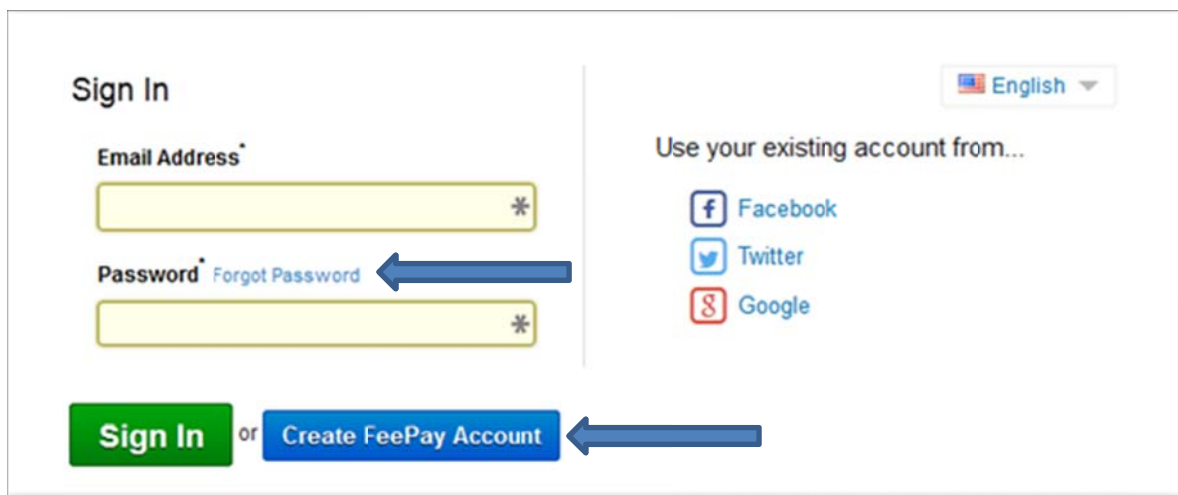 Sign In
English
Email Address*
*
Password* Forgot Password
*
Sign In or Create FeePay Account
Use your existing account from...
f Facebook
Twitter
8 Google